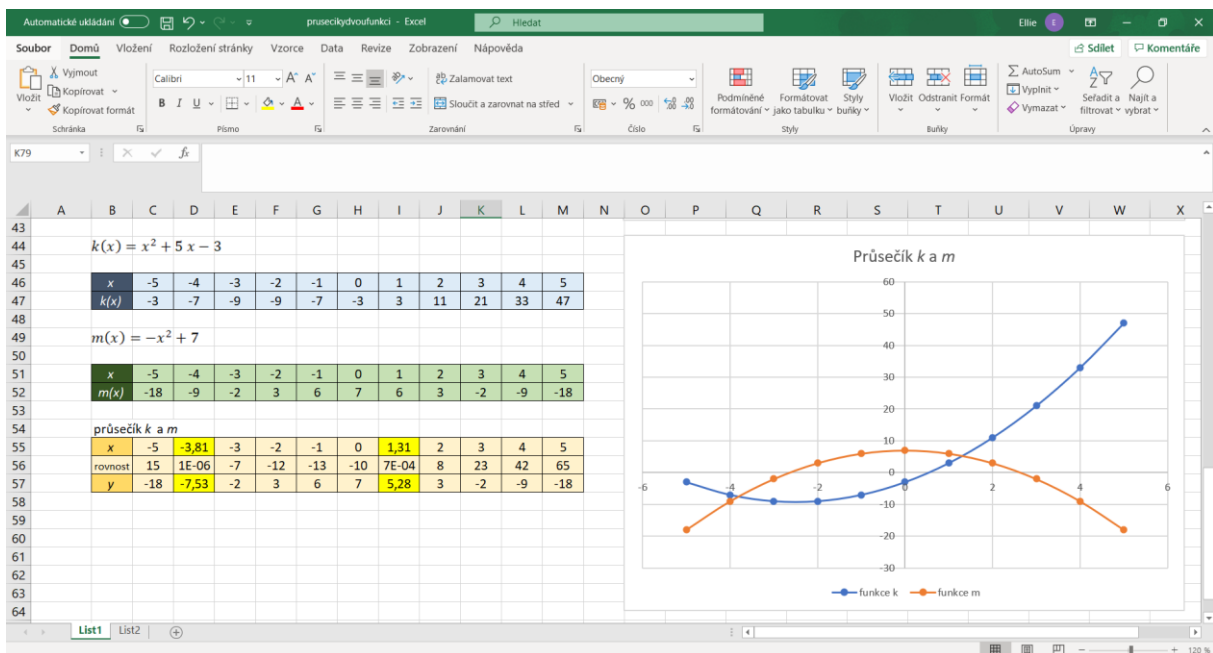 Automatické ukládání
prusecikydvoufunkci - Excel
Hledat
Ellie E
Soubor Domů Vložení Rozložení stránky Vzorce Data Revize Zobrazení Nápověda
Sdílet Komentáře
Vložit
Vyjmout
Kopírovat
Kopírovat formát
Schránka
Calibri 11 A^ Aˇ
B I U A
Písmo
Zalamovat text
Sloučit a zarovnat na střed
Zarovnání
Obecný
% 000
Číslo
Podmíněné formátování
Formátovat jako tabulku
Styly buňky
Styly
Vložit Odstranit Formát
Buňky
AutoSum
Vyplnit
Vymazat
Seřadit a filtrovat
Najít a vybrat
Úpravy
K79 fx
A B C D E F G H I J K L M N O P Q R S T U V W X
43
44 k(x) = x² + 5 x − 3
45
46 x -5 -4 -3 -2 -1 0 1 2 3 4 5
47 k(x) -3 -7 -9 -9 -7 -3 3 11 21 33 47
48
49 m(x) = −x² + 7
50
51 x -5 -4 -3 -2 -1 0 1 2 3 4 5
52 m(x) -18 -9 -2 3 6 7 6 3 -2 -9 -18
53
54 průsečík k a m
55 x -5 -3,81 -3 -2 -1 0 1,31 2 3 4 5
56 rovnost 15 1E-06 -7 -12 -13 -10 7E-04 8 23 42 65
57 y -18 -7,53 -2 3 6 7 5,28 3 -2 -9 -18
58
59
60
61
62
63
64
Průsečík k a m
60
50
40
30
20
10
0
-10
-20
-30
-6 -4 -2 0 2 4 6
funkce k funkce m
List1 List2
120 %